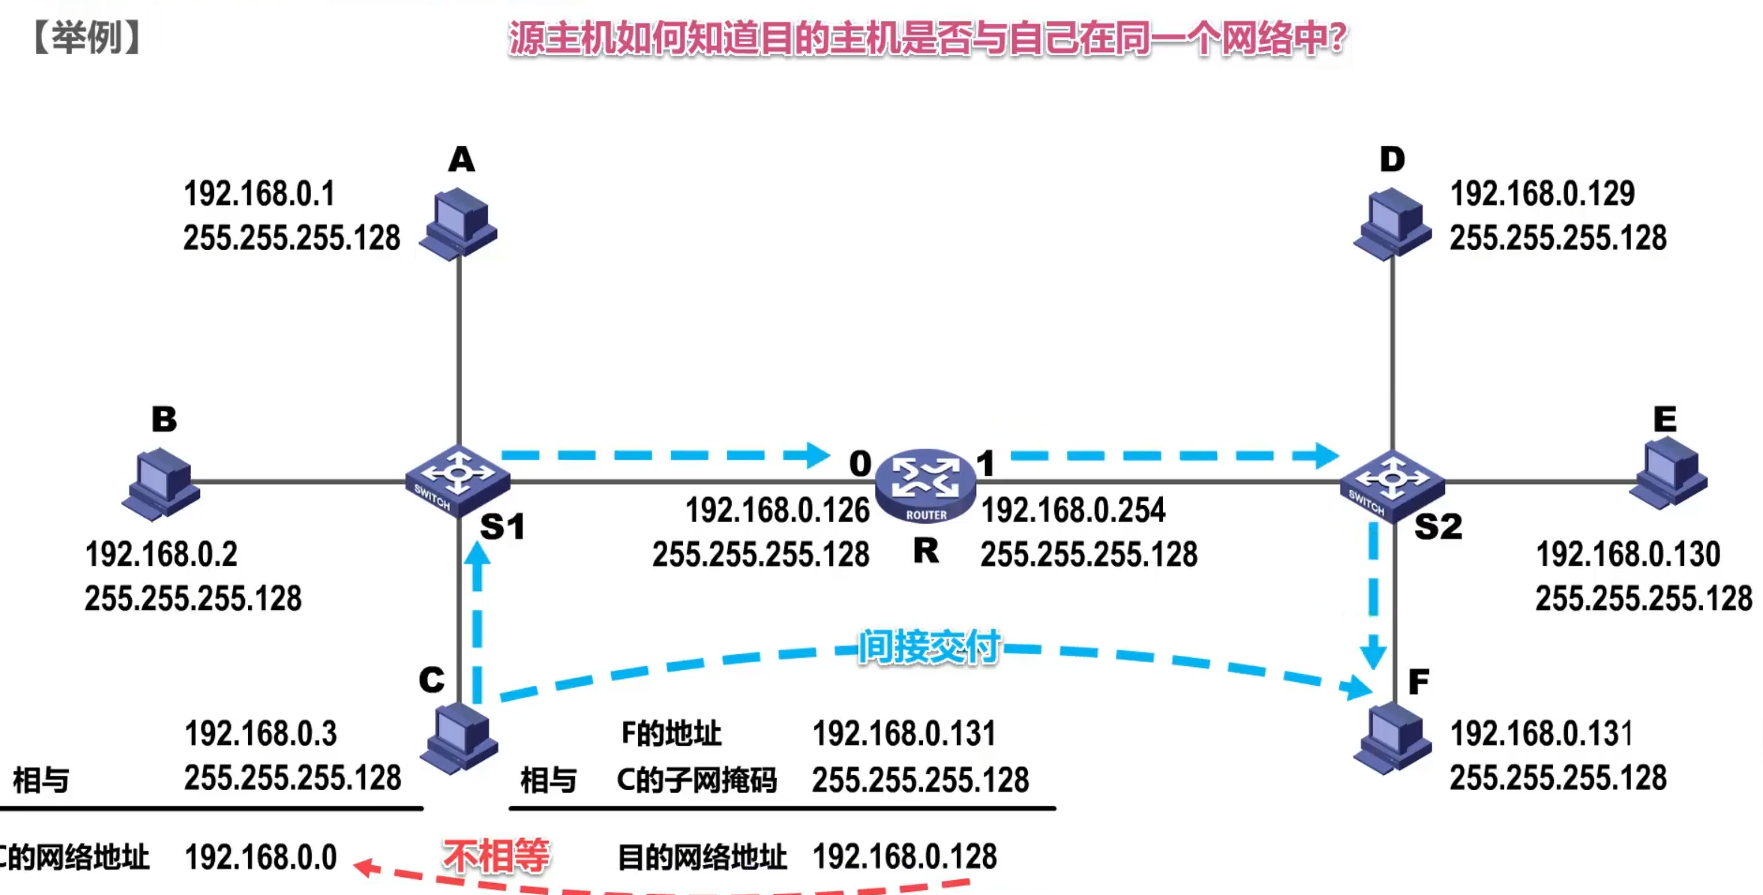 【举例】
源主机如何知道目的主机是否与自己在同一个网络中？
A
192.168.0.1
255.255.255.128
D
192.168.0.129
255.255.255.128
B
192.168.0.2
255.255.255.128
SWITCH
S1
0
1
192.168.0.126
255.255.255.128
ROUTER
R
192.168.0.254
255.255.255.128
SWITCH
S2
E
192.168.0.130
255.255.255.128
间接交付
C
192.168.0.3
相与 255.255.255.128
C的网络地址 192.168.0.0
F的地址 192.168.0.131
相与 C的子网掩码 255.255.255.128
不相等
目的网络地址 192.168.0.128
F
192.168.0.131
255.255.255.128